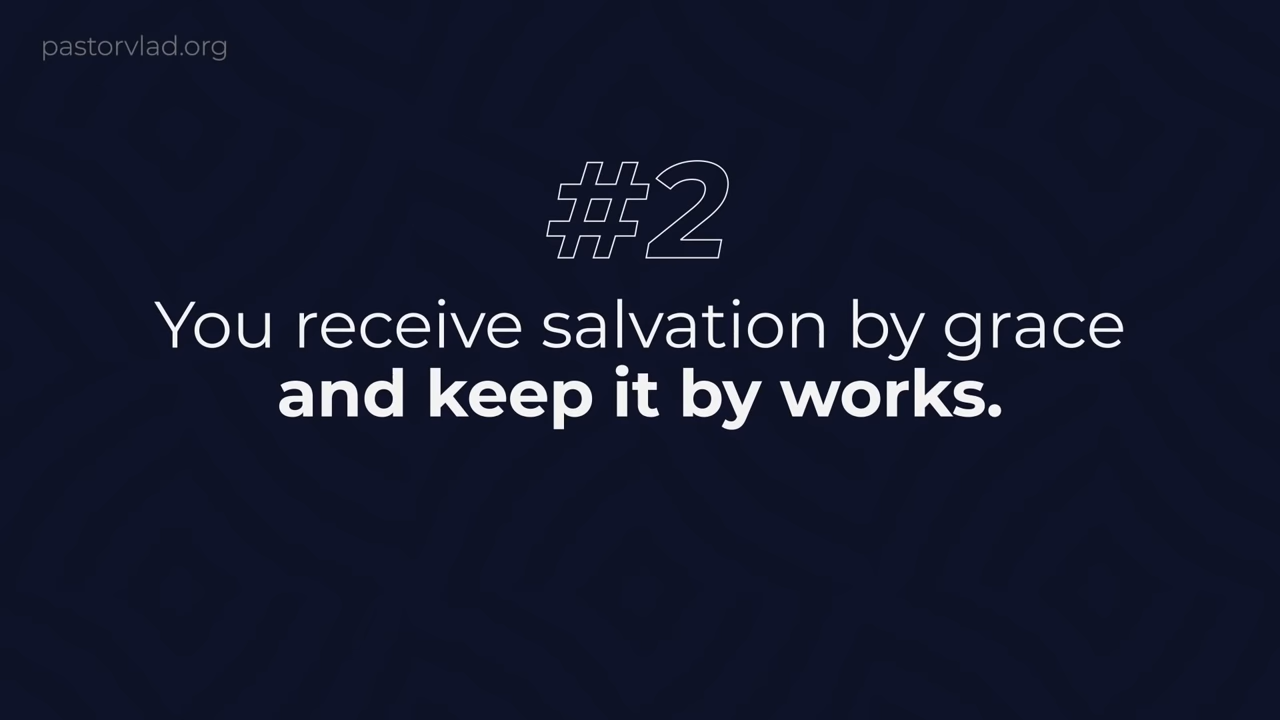 pastorvlad.org
#2
You receive salvation by grace
and keep it by works.